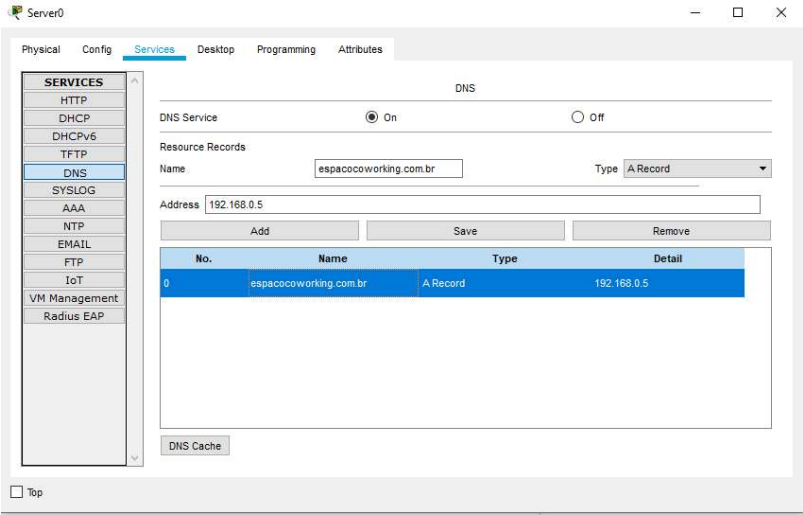 Server0
Physical Config Services Desktop Programming Attributes
SERVICES
HTTP
DHCP
DHCPv6
TFTP
DNS
SYSLOG
AAA
NTP
EMAIL
FTP
IoT
VM Management
Radius EAP
DNS
DNS Service On Off
Resource Records
Name espacocoworking.com.br Type A Record
Address 192.168.0.5
Add Save Remove
No. Name Type Detail
0 espacocoworking.com.br A Record 192.168.0.5
DNS Cache
Top